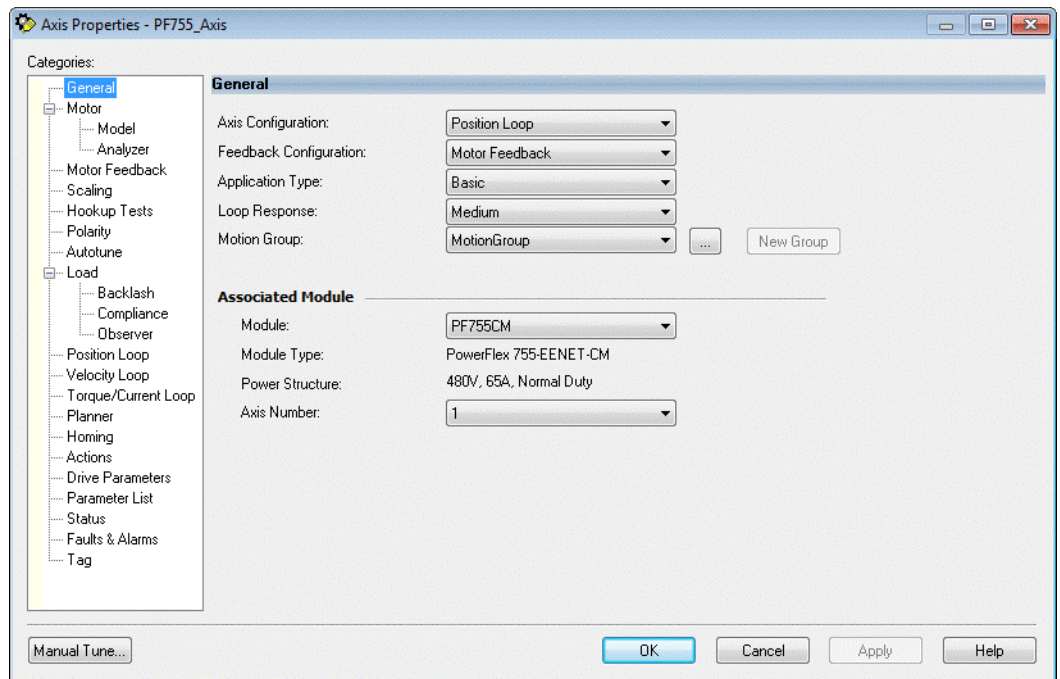 Axis Properties - PF755_Axis
Categories:
General
Motor
Model
Analyzer
Motor Feedback
Scaling
Hookup Tests
Polarity
Autotune
Load
Backlash
Compliance
Observer
Position Loop
Velocity Loop
Torque/Current Loop
Planner
Homing
Actions
Drive Parameters
Parameter List
Status
Faults & Alarms
Tag
General
Axis Configuration: Position Loop
Feedback Configuration: Motor Feedback
Application Type: Basic
Loop Response: Medium
Motion Group: MotionGroup ... New Group
Associated Module
Module: PF755CM
Module Type: PowerFlex 755-EENET-CM
Power Structure: 480V, 65A, Normal Duty
Axis Number: 1
Manual Tune... OK Cancel Apply Help